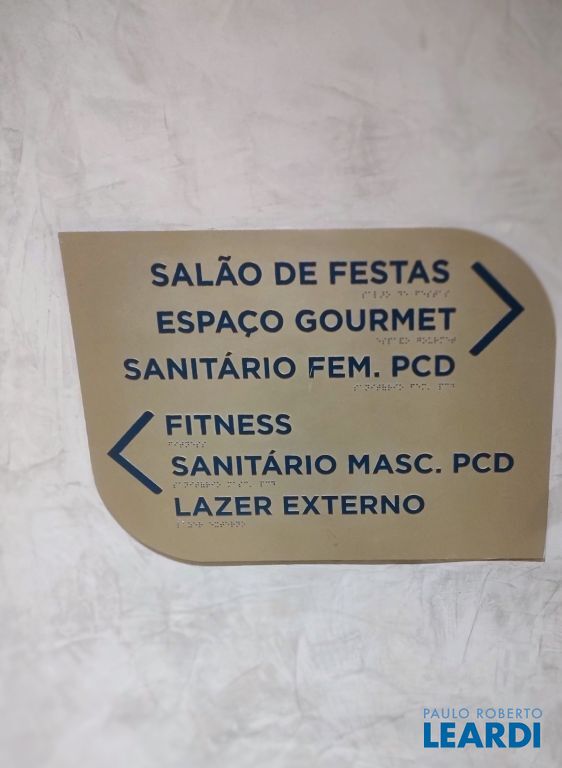 SALÃO DE FESTAS
ESPAÇO GOURMET
SANITÁRIO FEM. PCD
FITNESS
SANITÁRIO MASC. PCD
LAZER EXTERNO
PAULO ROBERTO
LEARDI